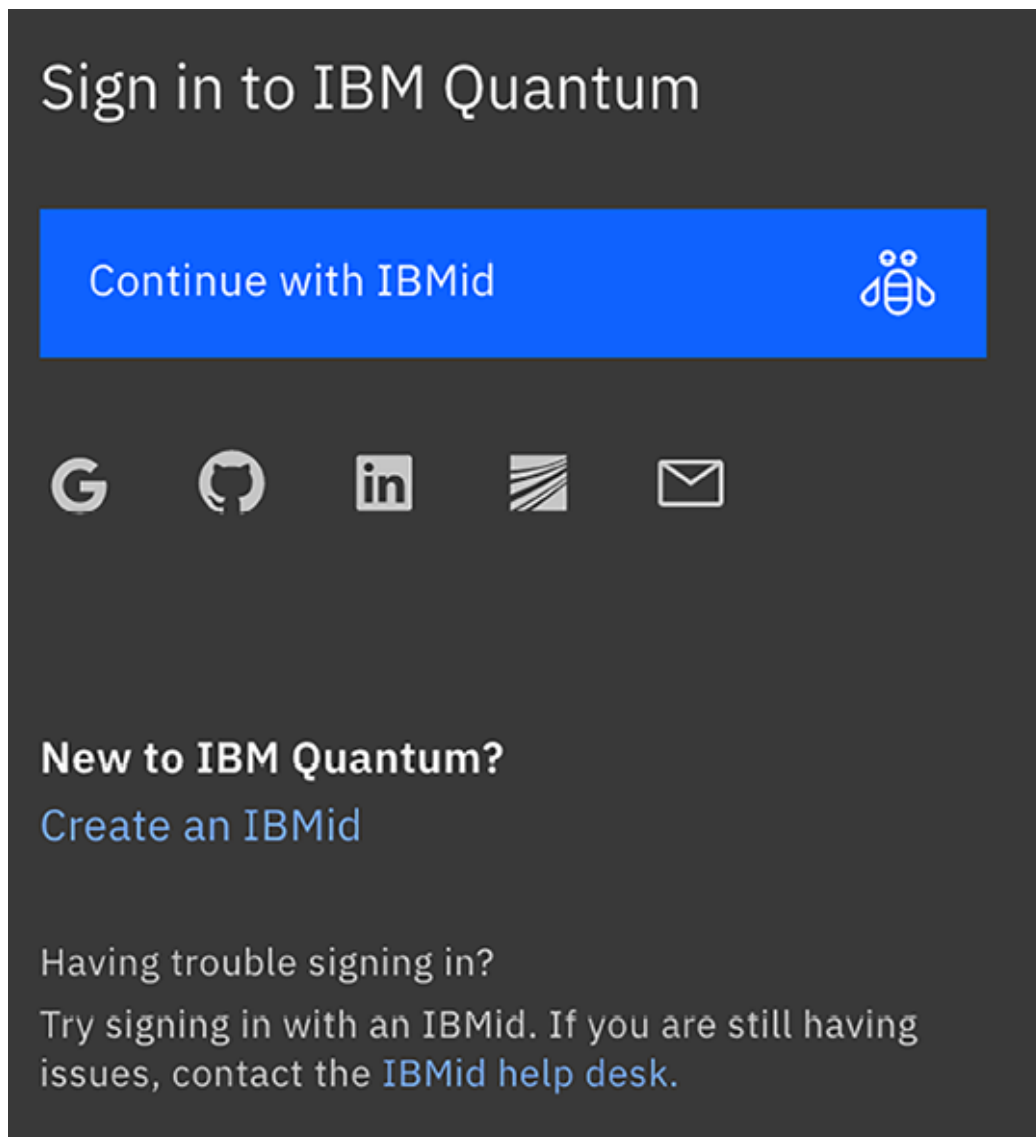 Sign in to IBM Quantum
Continue with IBMid
in
New to IBM Quantum?
Create an IBMid
Having trouble signing in?
Try signing in with an IBMid. If you are still having
issues, contact the IBMid help desk.